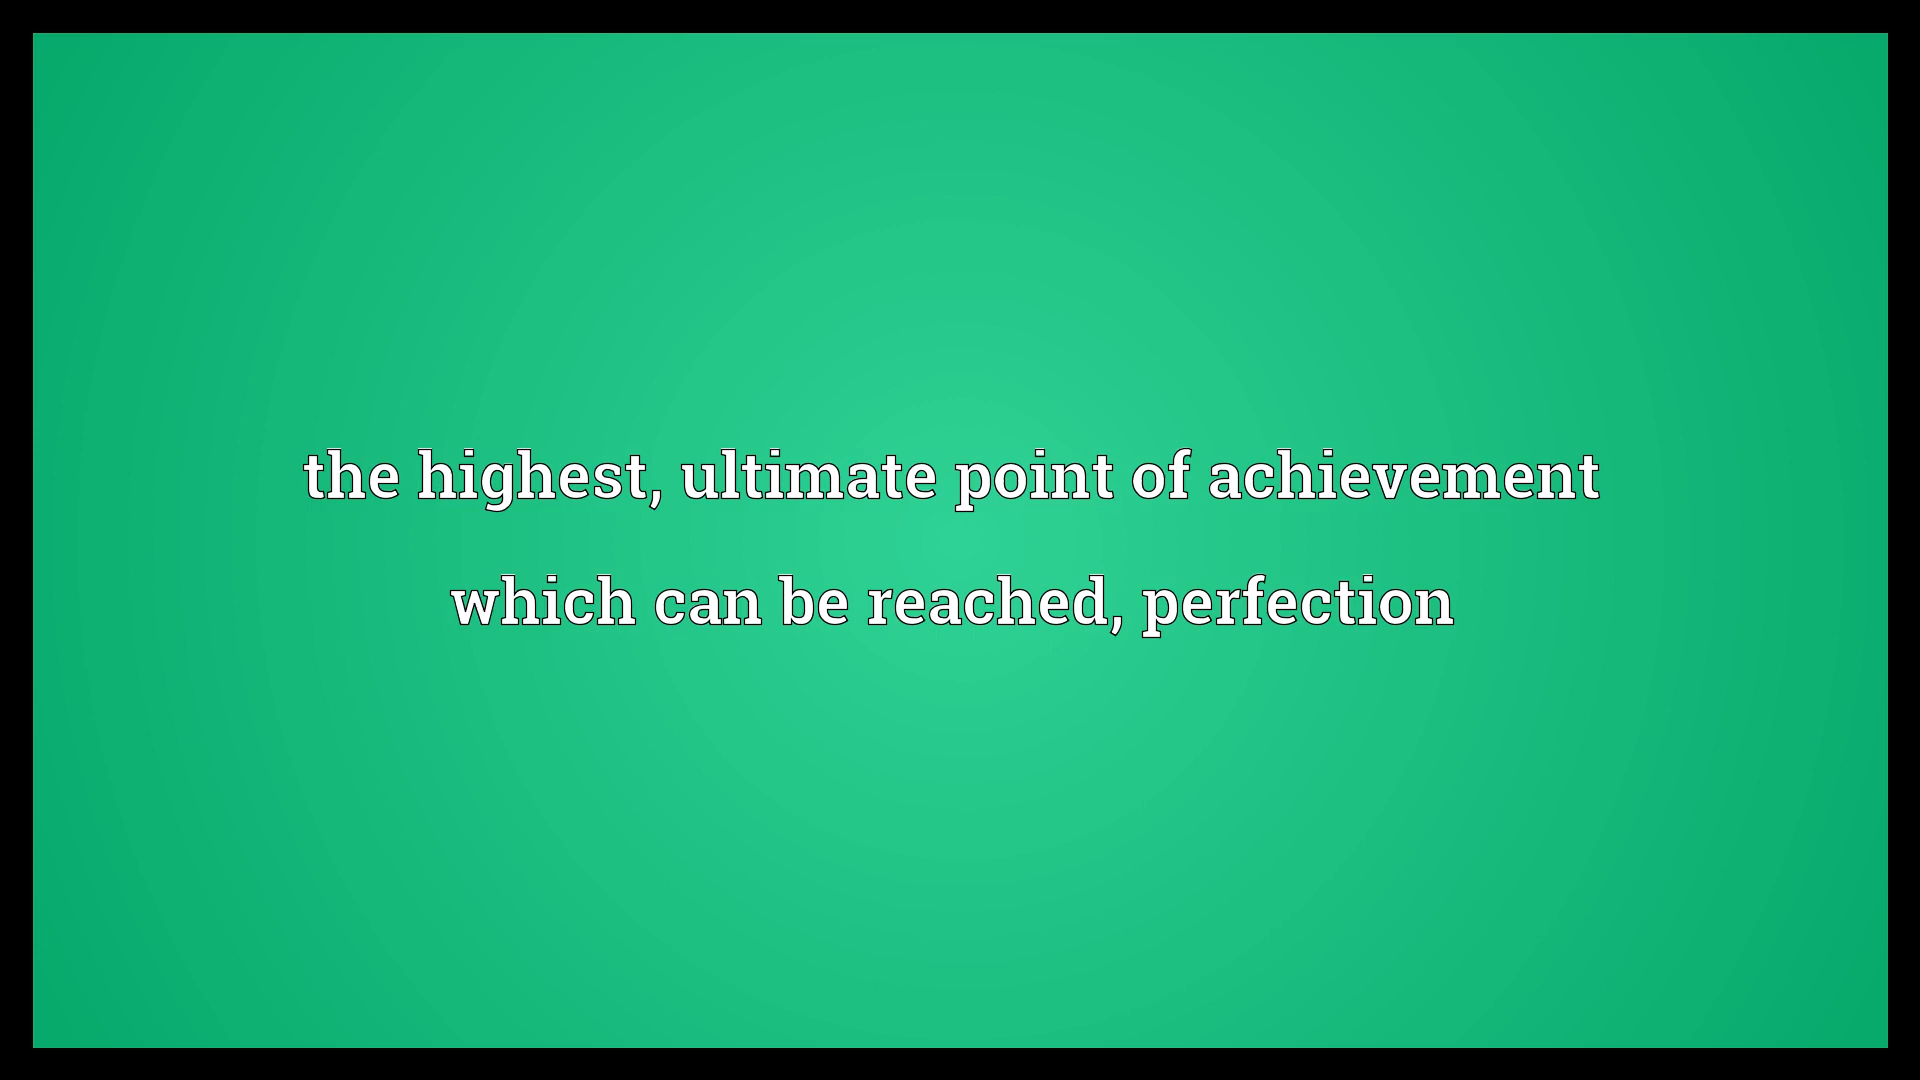 the highest, ultimate point of achievement
which can be reached, perfection